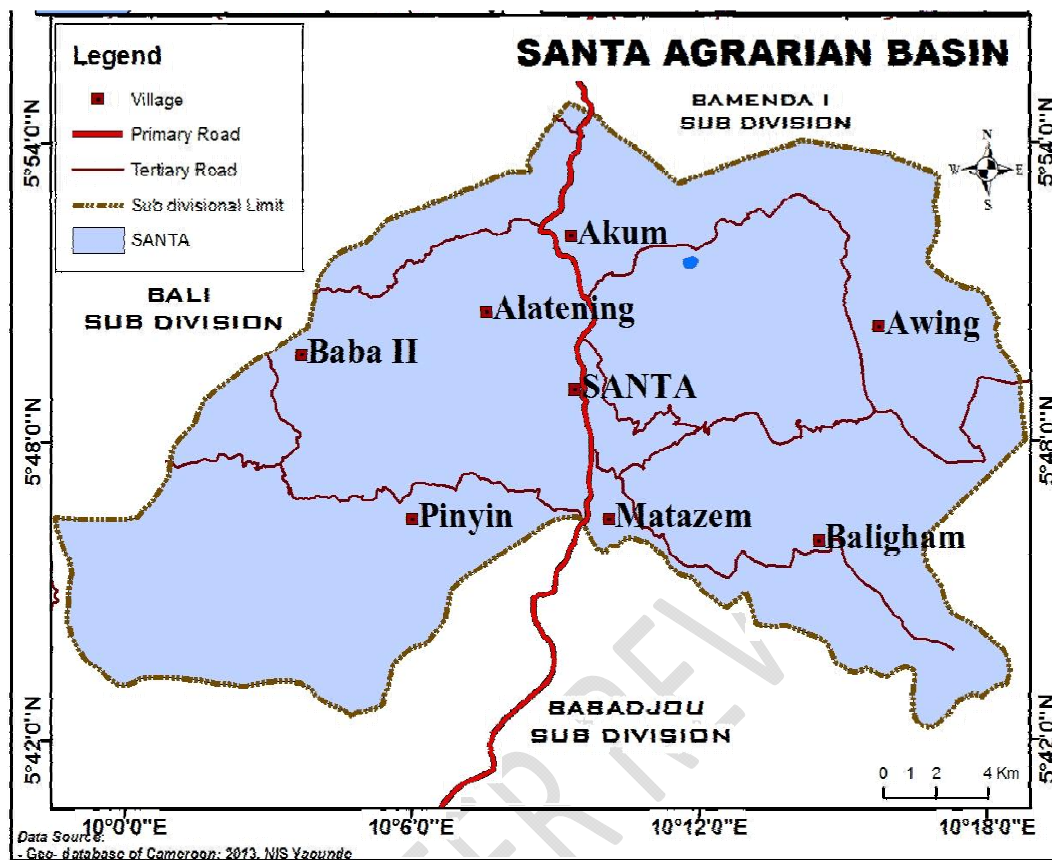 SANTA AGRARIAN BASIN
Legend
Village
Primary Road
Tertiary Road
Sub divisional Limit
SANTA
BAMENDA I
SUB DIVISION
N
W
E
S
5°54'0"N
5°54'0"N
Akum
BALI
SUB DIVISION
Alatening
Awing
Baba II
SANTA
5°48'0"N
5°48'0"N
Pinyin
Matazem
Baligham
BABADJOU
SUB DIVISION
5°42'0"N
5°42'0"N
0 1 2 4 Km
10°0'0"E
10°6'0"E
10°12'0"E
10°18'0"E
Data Source:
- Geo- database of Cameroon: 2013, NIS Yaounde